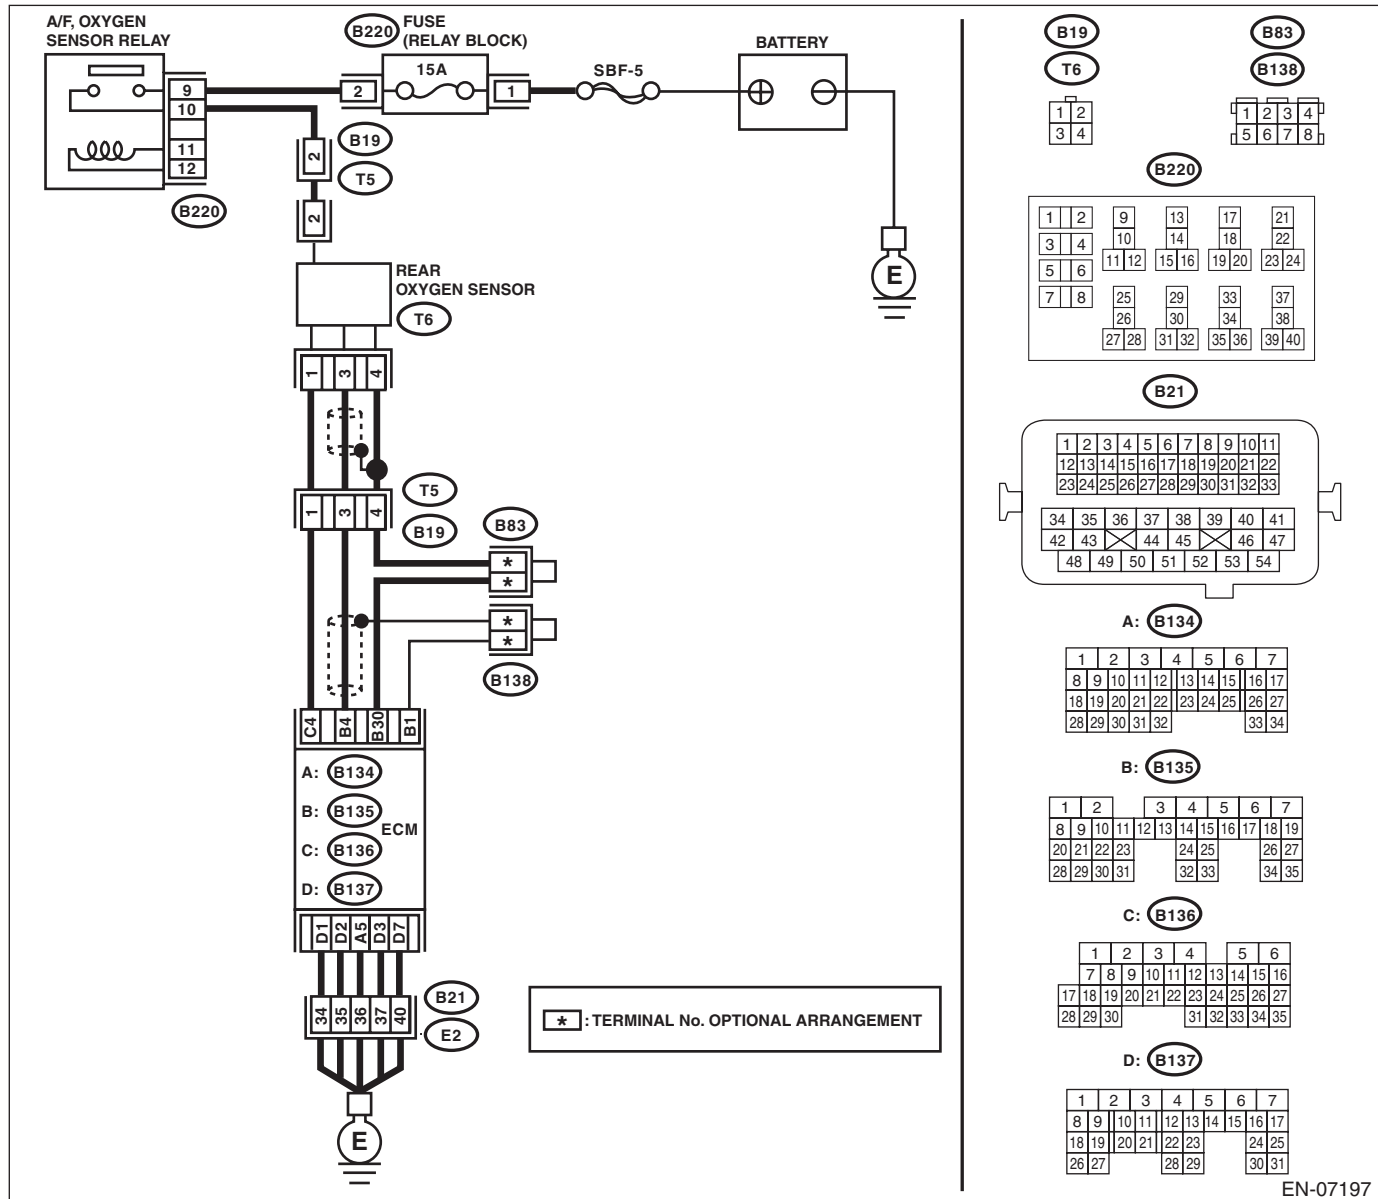 A/F, OXYGEN
SENSOR RELAY
B220
FUSE
(RELAY BLOCK)
15A
SBF-5
BATTERY
9
10
11
12
2
1
B220
2
B19
T5
2
E
REAR
OXYGEN SENSOR
T6
1 3 4
T5
1 3 4
B19
B83
*
*
*
*
B138
C4 B4 B30 B1
A: B134
B: B135
ECM
C: B136
D: B137
D1 D2 A5 D3 D7
34 35 36 37 40
B21
E2
E
* : TERMINAL No. OPTIONAL ARRANGEMENT
B19
T6
1 2
3 4
B83
B138
1 2 3 4
5 6 7 8
B220
1 2 9 13 17 21
3 4 10 14 18 22
5 6 11 12 15 16 19 20 23 24
7 8 25 29 33 37
26 30 34 38
27 28 31 32 35 36 39 40
B21
1 2 3 4 5 6 7 8 9 10 11
12 13 14 15 16 17 18 19 20 21 22
23 24 25 26 27 28 29 30 31 32 33
34 35 36 37 38 39 40 41
42 43 44 45 46 47
48 49 50 51 52 53 54
A: B134
1 2 3 4 5 6 7
8 9 10 11 12 13 14 15 16 17
18 19 20 21 22 23 24 25 26 27
28 29 30 31 32 33 34
B: B135
1 2 3 4 5 6 7
8 9 10 11 12 13 14 15 16 17 18 19
20 21 22 23 24 25 26 27
28 29 30 31 32 33 34 35
C: B136
1 2 3 4 5 6
7 8 9 10 11 12 13 14 15 16
17 18 19 20 21 22 23 24 25 26 27
28 29 30 31 32 33 34 35
D: B137
1 2 3 4 5 6 7
8 9 10 11 12 13 14 15 16 17
18 19 20 21 22 23 24 25
26 27 28 29 30 31
EN-07197